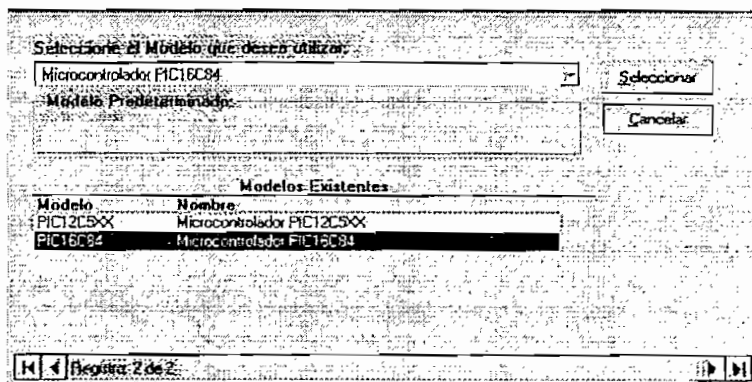 Seleccione el Modelo que desea utilizar:
Microcontrolador PIC16C84
Seleccionar
Modelo Predeterminado:
Cancelar
Modelos Existentes
Modelo Nombre
PIC12C5XX Microcontrolador PIC12C5XX
PIC16C84 Microcontrolador PIC16C84
Registro: 2 de 2